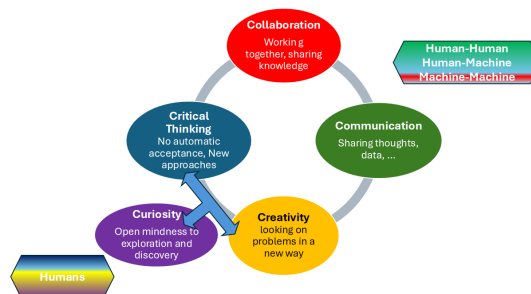 Collaboration
Workin g
together, sharing
knowledge
Human-Human
Human-Machine
Machine-Machine
Critical
Thinking
No automatic
acceptance, New
approaches
Communication
Sharing thoughts,
data, ...
Curiosity
Open mindness to
exploration and
discovery
Creativity
looking on
problems in a
new way
Humans